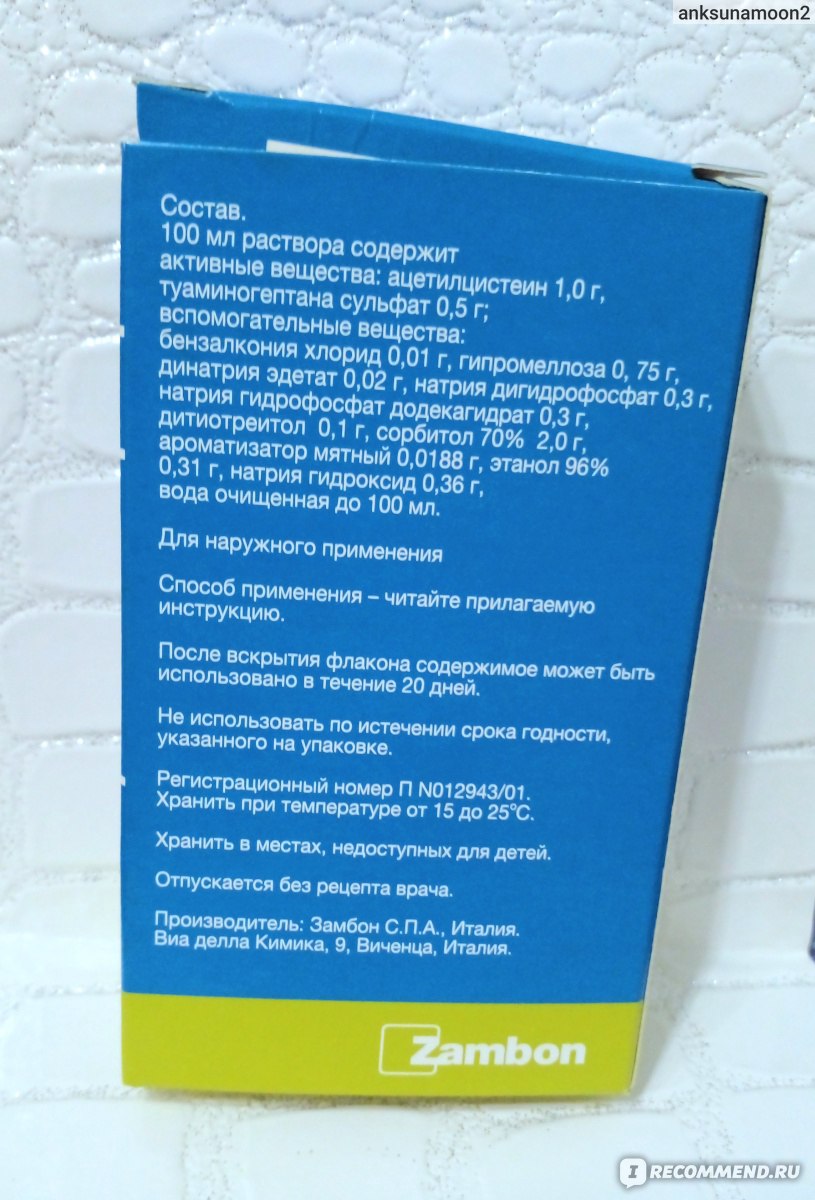 anksunamoon2
Состав.
100 мл раствора содержит
активные вещества: ацетилцистеин 1,0 г,
туаминогептана сульфат 0,5 г;
вспомогательные вещества:
бензалкония хлорид 0,01 г, гипромеллоза 0, 75 г,
динатрия эдетат 0,02 г, натрия дигидрофосфат 0,3 г,
натрия гидрофосфат додекагидрат 0,3 г,
дитиотреитол 0,1 г, сорбитол 70% 2,0 г,
ароматизатор мятный 0,0188 г, этанол 96%
0,31 г, натрия гидроксид 0,36 г,
вода очищенная до 100 мл.
Для наружного применения
Способ применения – читайте прилагаемую
инструкцию.
После вскрытия флакона содержимое может быть
использовано в течение 20 дней.
Не использовать по истечении срока годности,
указанного на упаковке.
Регистрационный номер П N012943/01.
Хранить при температуре от 15 до 25°С.
Хранить в местах, недоступных для детей.
Отпускается без рецепта врача.
Производитель: Замбон С.П.А., Италия.
Виа делла Кимика, 9, Виченца, Италия.
Zambon
I RECOMMEND.RU